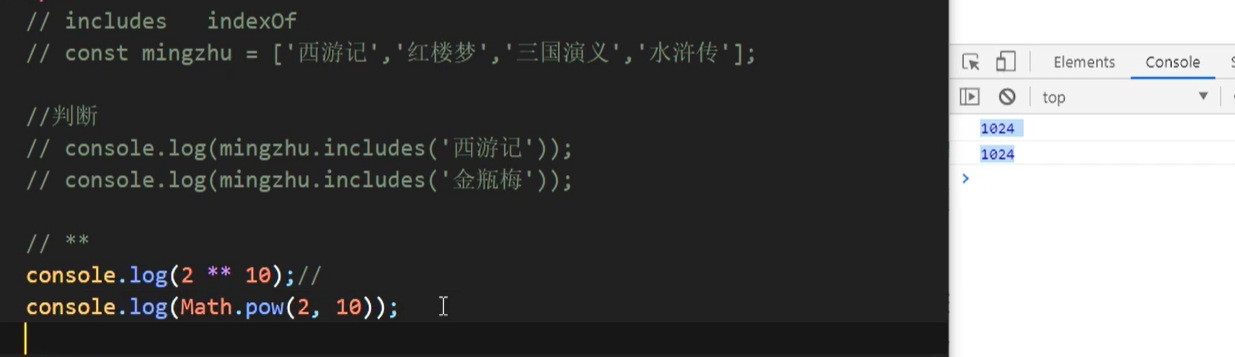 // includes   indexOf
// const mingzhu = ['西游记','红楼梦','三国演义','水浒传'];
//判断
// console.log(mingzhu.includes('西游记'));
// console.log(mingzhu.includes('金瓶梅'));
// **
console.log(2 ** 10);//
console.log(Math.pow(2, 10));
Elements Console
top
1024
1024